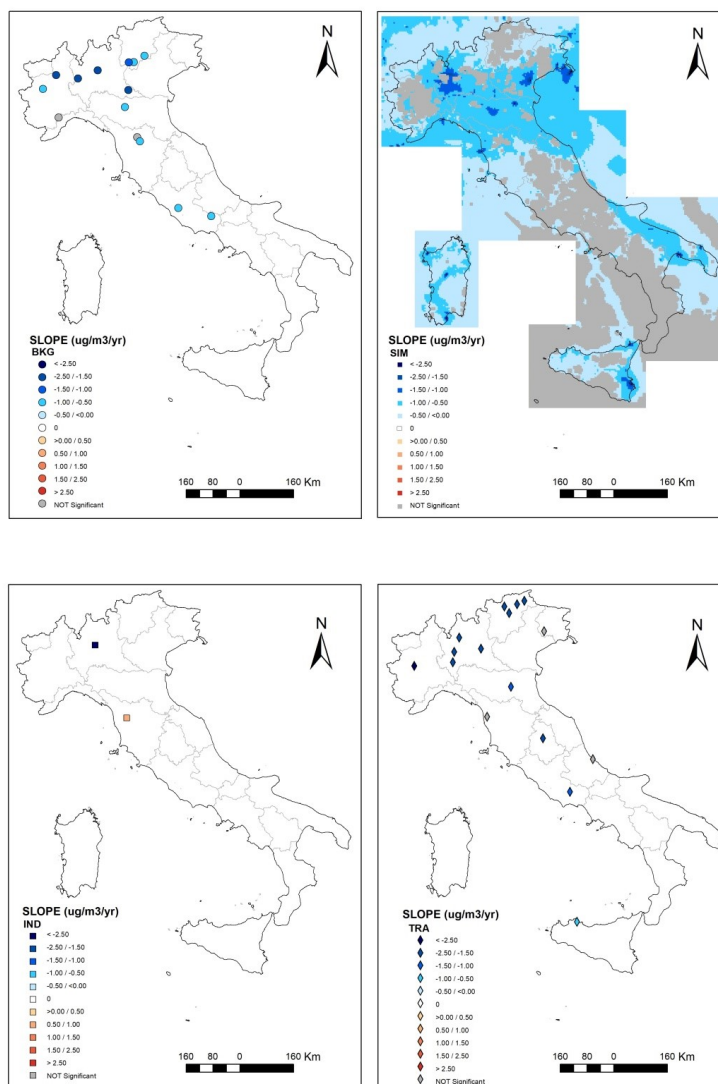 N
SLOPE (ug/m3/yr)
BKG
< -2.50
-2.50 / -1.50
-1.50 / -1.00
-1.00 / -0.50
-0.50 / <0.00
0
>0.00 / 0.50
0.50 / 1.00
1.00 / 1.50
1.50 / 2.50
> 2.50
NOT Significant
160 80 0 160 Km
N
SLOPE (ug/m3/yr)
SIM
< -2.50
-2.50 / -1.50
-1.50 / -1.00
-1.00 / -0.50
-0.50 / <0.00
0
>0.00 / 0.50
0.50 / 1.00
1.00 / 1.50
1.50 / 2.50
> 2.50
NOT Significant
160 80 0 160 Km
N
SLOPE (ug/m3/yr)
IND
< -2.50
-2.50 / -1.50
-1.50 / -1.00
-1.00 / -0.50
-0.50 / <0.00
0
>0.00 / 0.50
0.50 / 1.00
1.00 / 1.50
1.50 / 2.50
> 2.50
NOT Significant
160 80 0 160 Km
N
SLOPE (ug/m3/yr)
TRA
< -2.50
-2.50 / -1.50
-1.50 / -1.00
-1.00 / -0.50
-0.50 / <0.00
0
>0.00 / 0.50
0.50 / 1.00
1.00 / 1.50
1.50 / 2.50
> 2.50
NOT Significant
160 80 0 160 Km